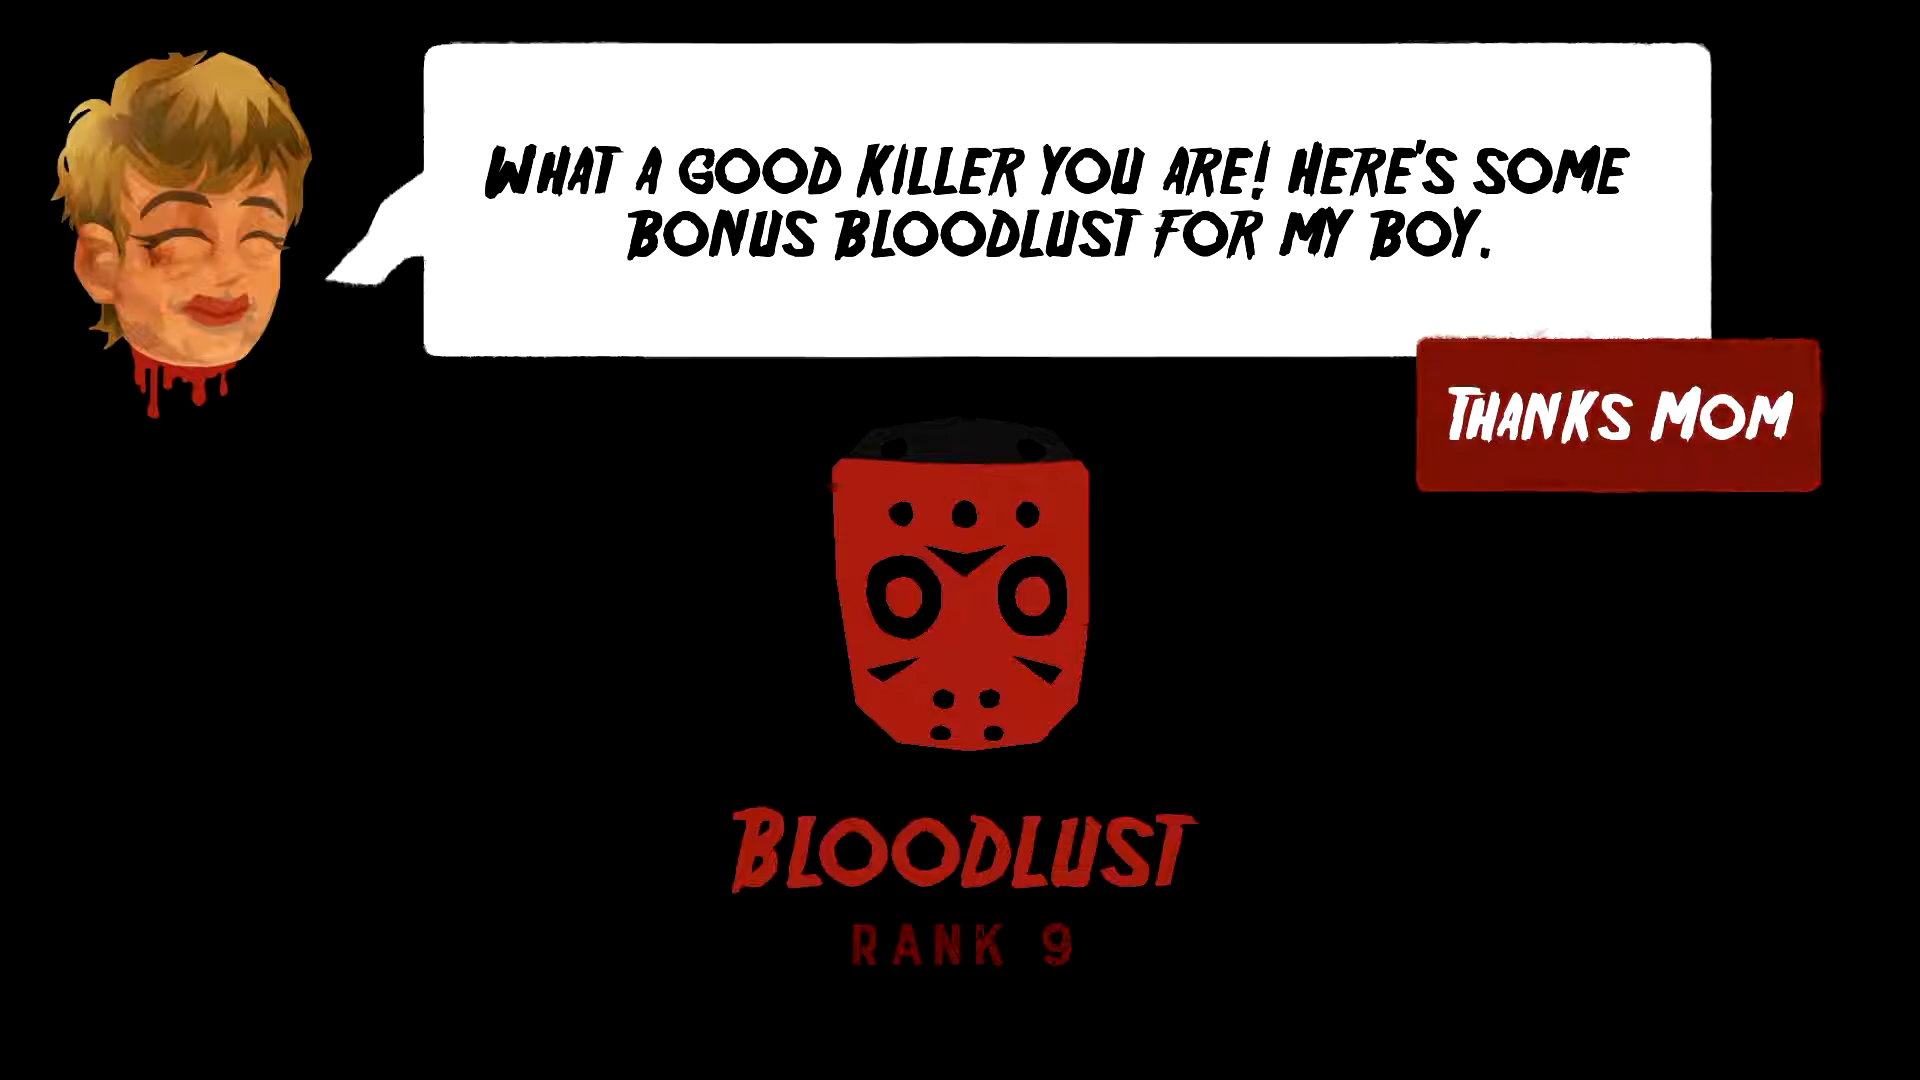 WHAT A GOOD KILLER YOU ARE! HERE'S SOME
BONUS BLOODLUST FOR MY BOY.
THANKS MOM
BLOODLUST
RANK 9